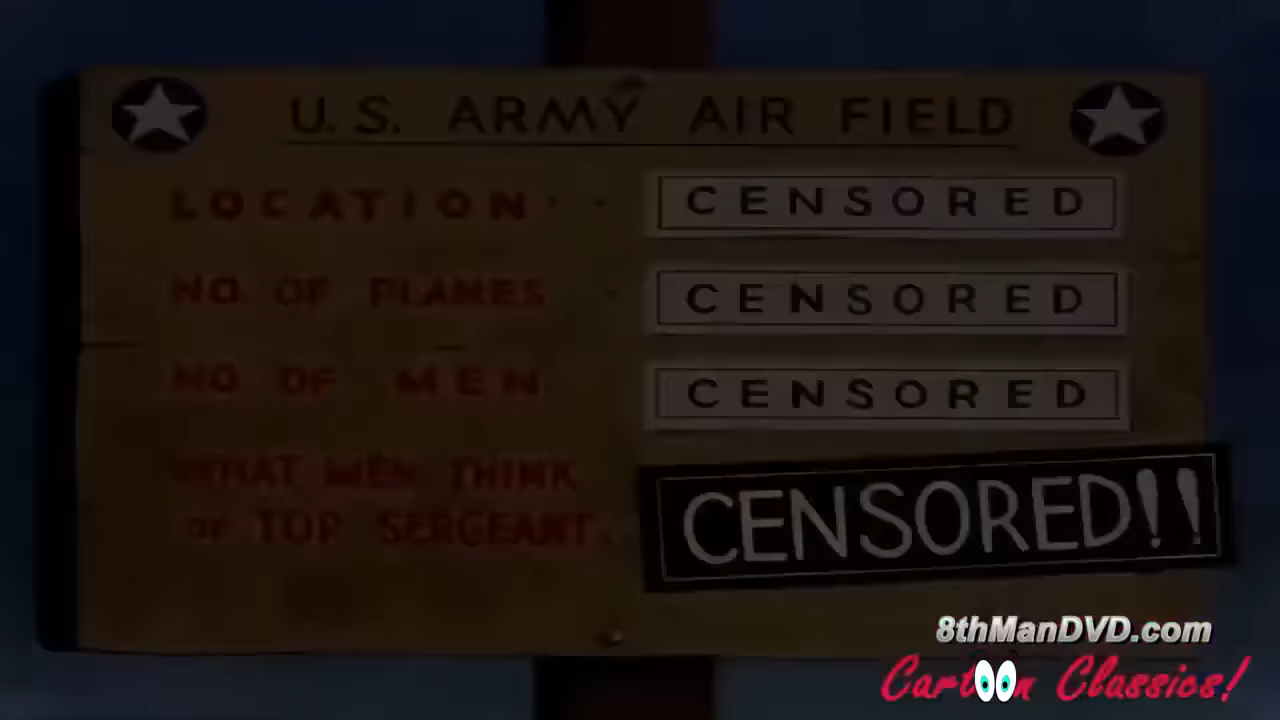 U.S. ARMY AIR FIELD
LOCATION · · CENSORED
NO. OF PLANES · CENSORED
NO. OF MEN CENSORED
WHAT MEN THINK
OF TOP SERGEANT. CENSORED!!
8thManDVD.com
Cartoon Classics!